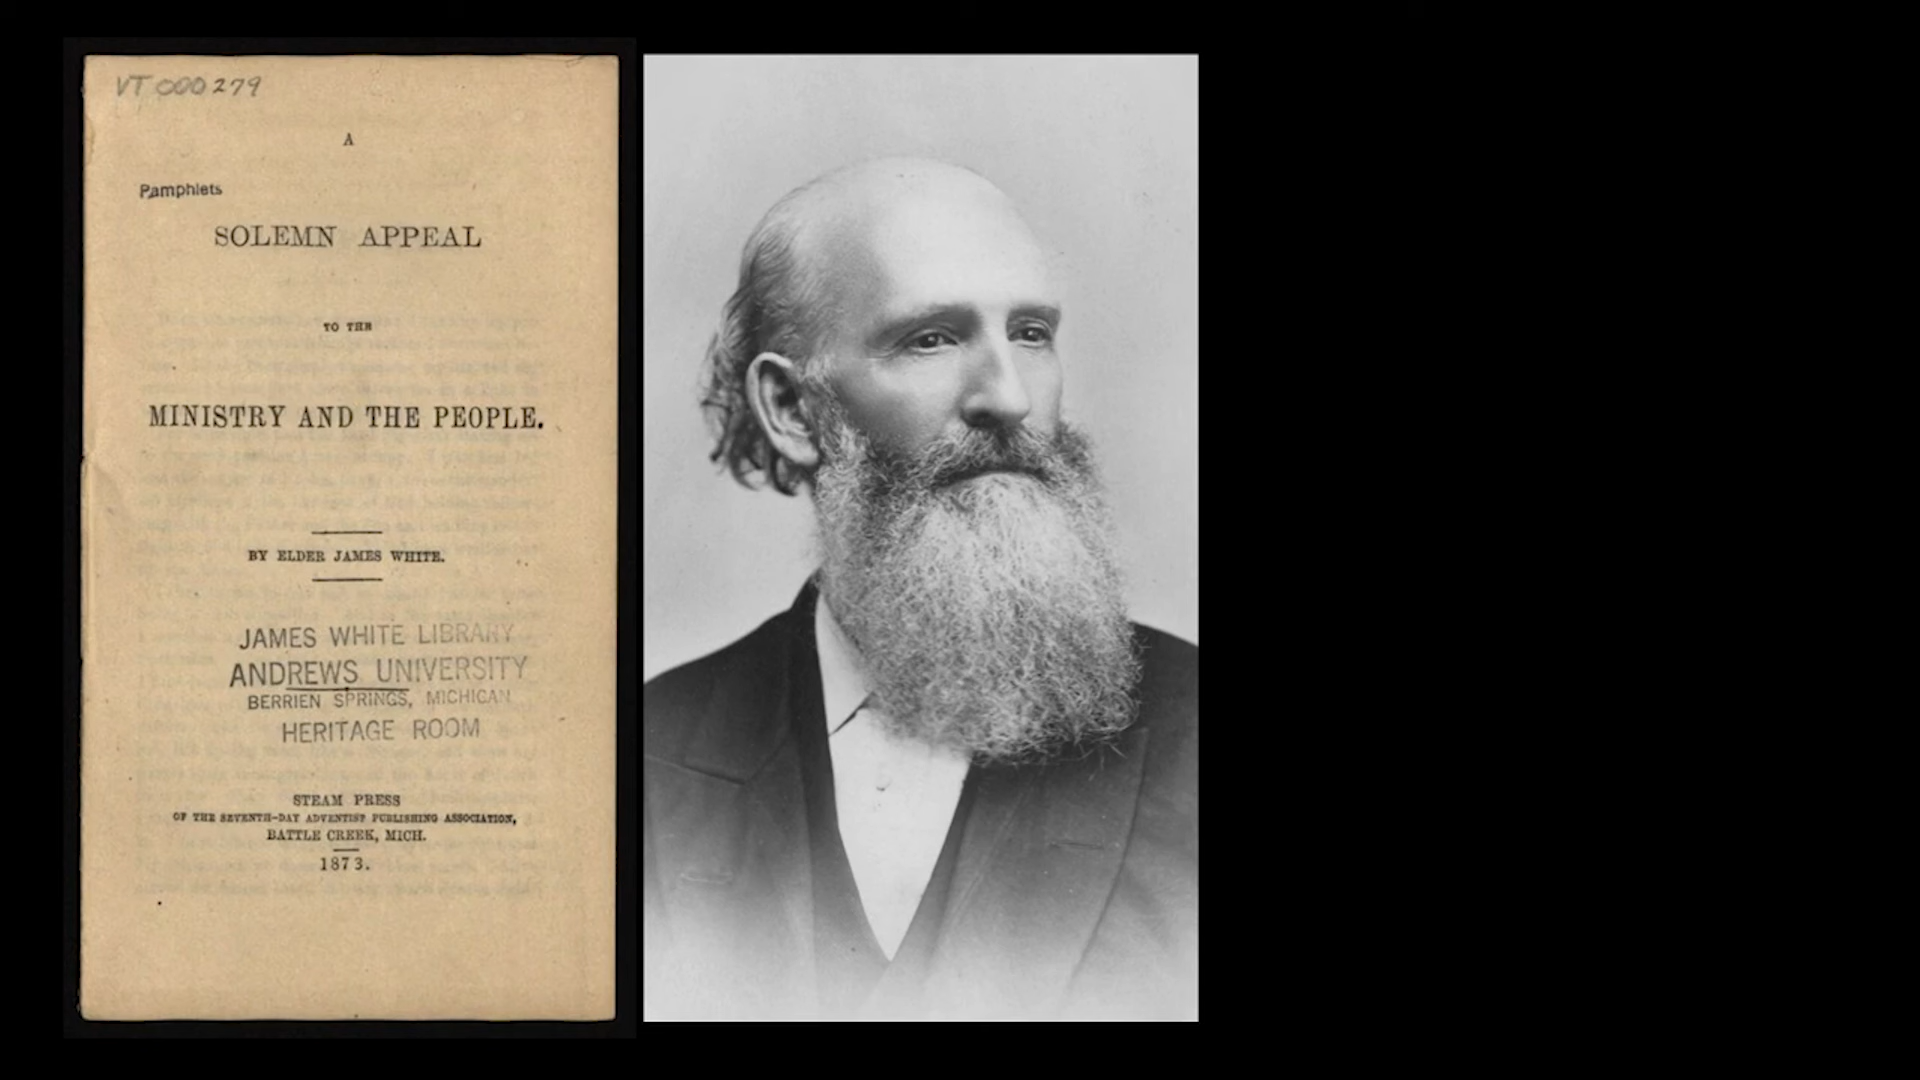 VT 000279
A
Pamphlets
SOLEMN APPEAL
TO THE
MINISTRY AND THE PEOPLE.
BY ELDER JAMES WHITE.
JAMES WHITE LIBRARY
ANDREWS UNIVERSITY
BERRIEN SPRINGS, MICHIGAN
HERITAGE ROOM
STEAM PRESS
OF THE SEVENTH-DAY ADVENTIST PUBLISHING ASSOCIATION,
BATTLE CREEK, MICH.
1873.